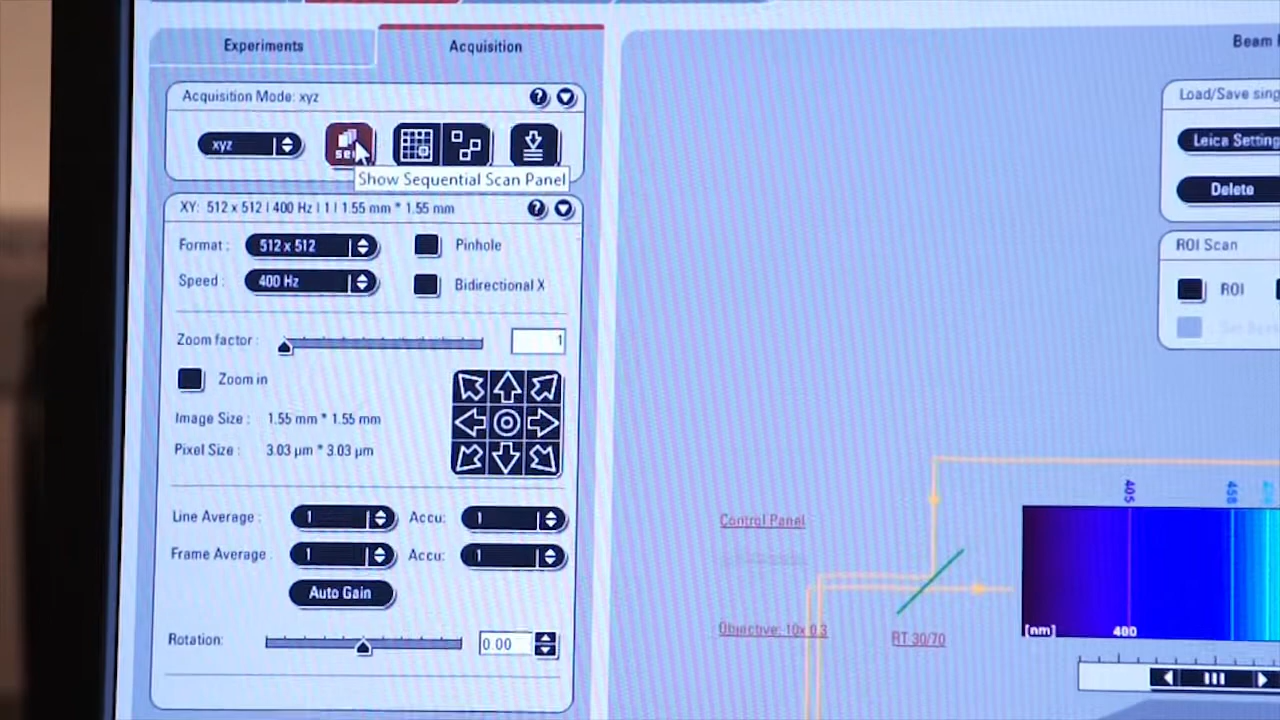 Experiments
Acquisition
Beam
Acquisition Mode: xyz
?
xyz
Show Sequential Scan Panel
XY: 512 x 512 | 400 Hz | 1 | 1.55 mm * 1.55 mm
?
Format : 512 x 512
Pinhole
Speed : 400 Hz
Bidirectional X
Zoom factor : 1
Zoom in
Image Size : 1.55 mm * 1.55 mm
Pixel Size : 3.03 µm * 3.03 µm
Line Average : 1 Accu: 1
Frame Average 1 Accu: 1
Auto Gain
Rotation: 0.00
Load/Save sing
Leica Setting
Delete
ROI Scan
ROI
Control Panel
Objective: 10x 0.3
RT 30/70
405
458
[nm]
400